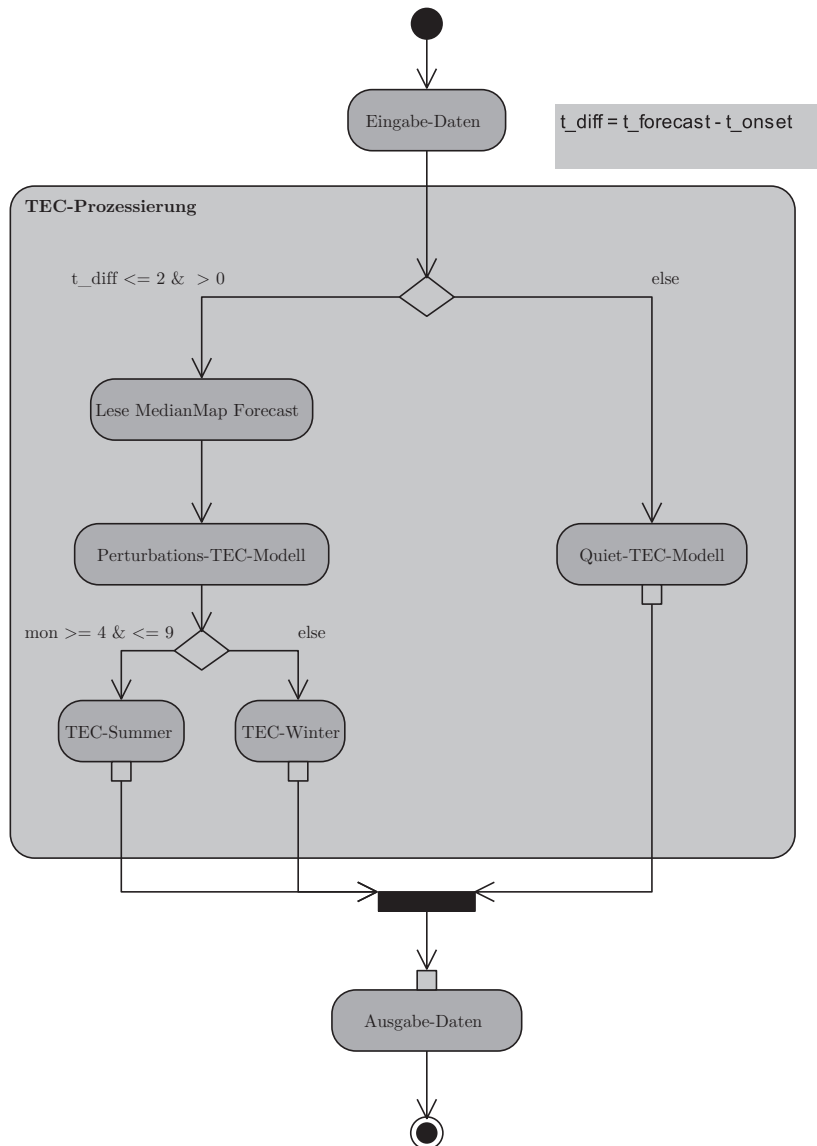 Eingabe-Daten
t_diff = t_forecast - t_onset
TEC-Prozessierung
t_diff <= 2 & > 0
else
Lese MedianMap Forecast
Perturbations-TEC-Modell
Quiet-TEC-Modell
mon >= 4 & <= 9
else
TEC-Summer
TEC-Winter
Ausgabe-Daten